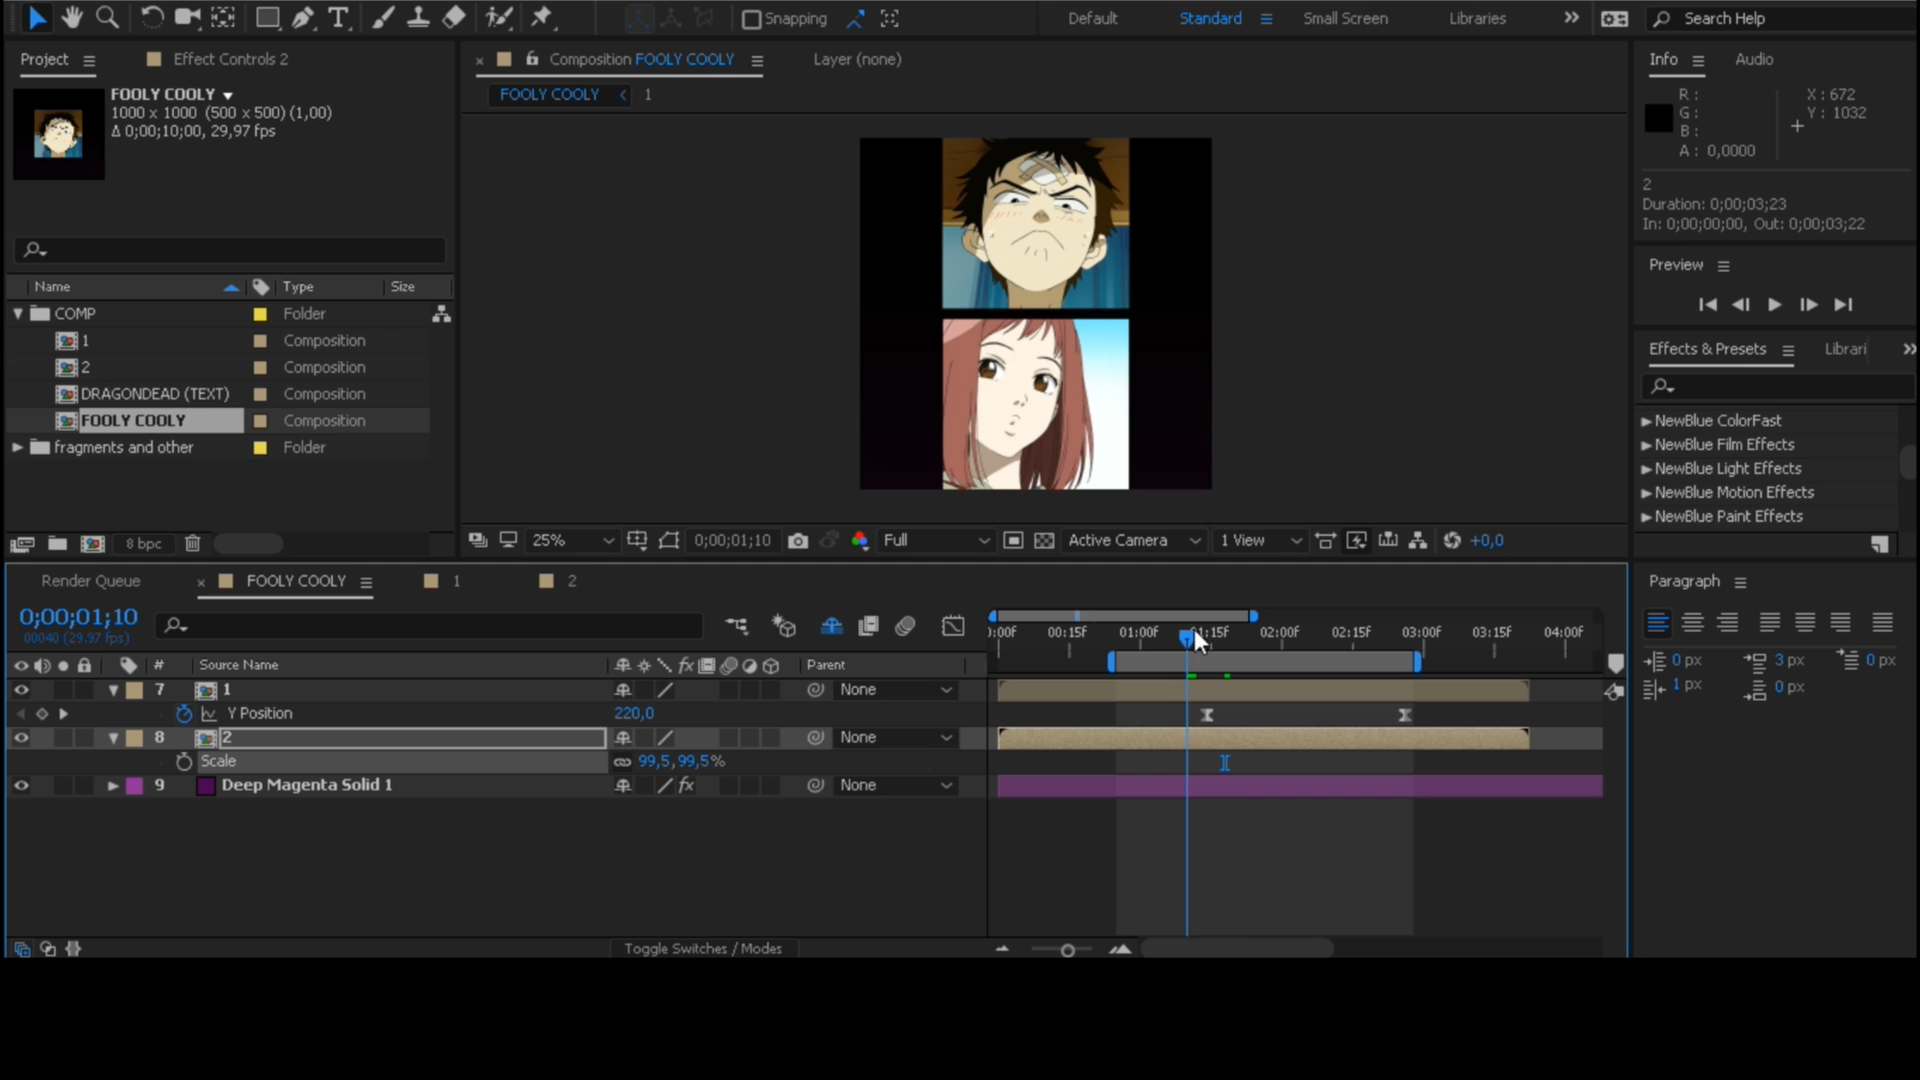 Snapping
Default
Standard
Small Screen
Libraries
Search Help
Project
Effect Controls 2
Composition FOOLY COOLY
Layer (none)
Info
Audio
FOOLY COOLY
1000 x 1000 (500 x 500) (1,00)
Δ 0;00;10;00, 29,97 fps
FOOLY COOLY
1
R :
G :
B :
A : 0,0000
X : 672
Y : 1032
2
Duration: 0;00;03;23
In: 0;00;00;00, Out: 0;00;03;22
Name
Type
Size
Preview
COMP
Folder
1
Composition
2
Composition
DRAGONDEAD (TEXT)
Composition
FOOLY COOLY
Composition
fragments and other
Folder
Effects & Presets
Librari
NewBlue ColorFast
NewBlue Film Effects
NewBlue Light Effects
NewBlue Motion Effects
NewBlue Paint Effects
8 bpc
25%
0;00;01;10
Full
Active Camera
1 View
+0,0
Render Queue
FOOLY COOLY
1
2
Paragraph
0;00;01;10
00040 (29.97 fps)
):00f
00:15f
01:00f
01:15f
02:00f
02:15f
03:00f
03:15f
04:00f
#
Source Name
fx
Parent
0 px
3 px
0 px
1 px
0 px
7
1
None
Y Position
220,0
8
2
None
Scale
99,5,99,5%
9
Deep Magenta Solid 1
fx
None
Toggle Switches / Modes